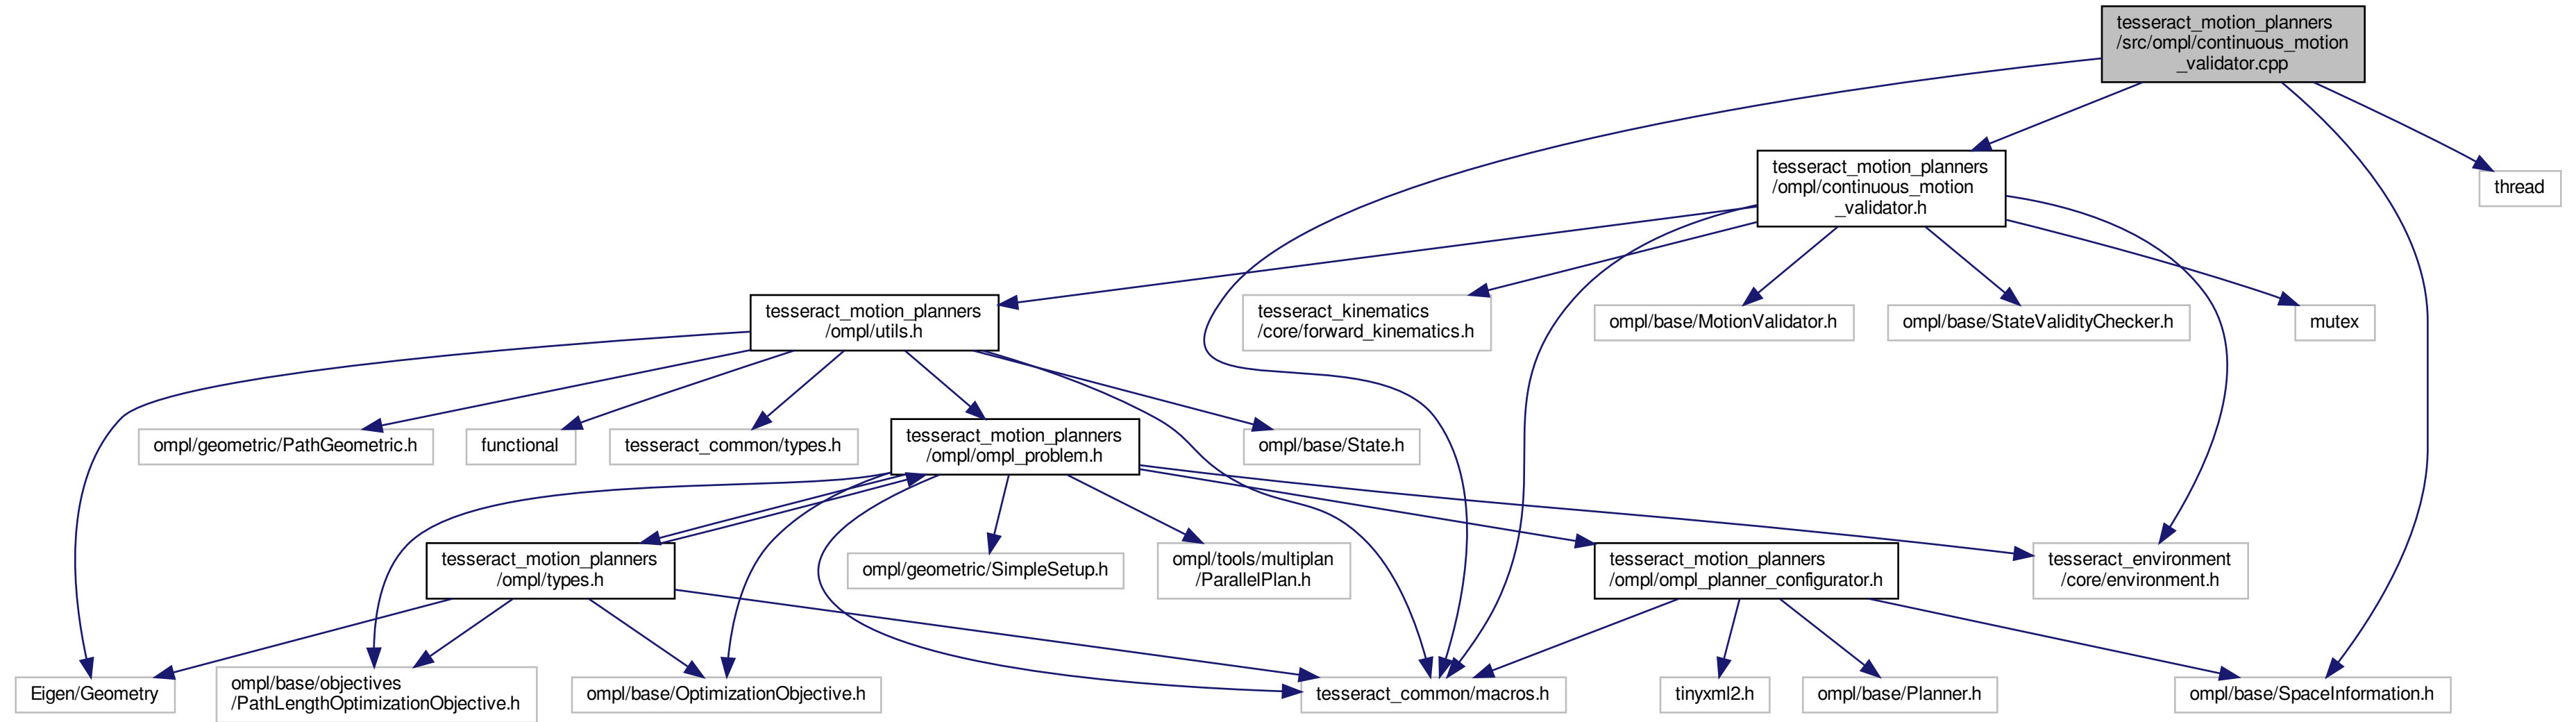 tesseract_motion_planners
/src/ompl/continuous_motion
_validator.cpp
tesseract_motion_planners
/ompl/continuous_motion
_validator.h
thread
tesseract_motion_planners
/ompl/utils.h
tesseract_kinematics
/core/forward_kinematics.h
ompl/base/MotionValidator.h
ompl/base/StateValidityChecker.h
mutex
ompl/geometric/PathGeometric.h
functional
tesseract_common/types.h
tesseract_motion_planners
/ompl/ompl_problem.h
ompl/base/State.h
tesseract_motion_planners
/ompl/types.h
ompl/geometric/SimpleSetup.h
ompl/tools/multiplan
/ParallelPlan.h
tesseract_motion_planners
/ompl/ompl_planner_configurator.h
tesseract_environment
/core/environment.h
Eigen/Geometry
ompl/base/objectives
/PathLengthOptimizationObjective.h
ompl/base/OptimizationObjective.h
tesseract_common/macros.h
tinyxml2.h
ompl/base/Planner.h
ompl/base/SpaceInformation.h